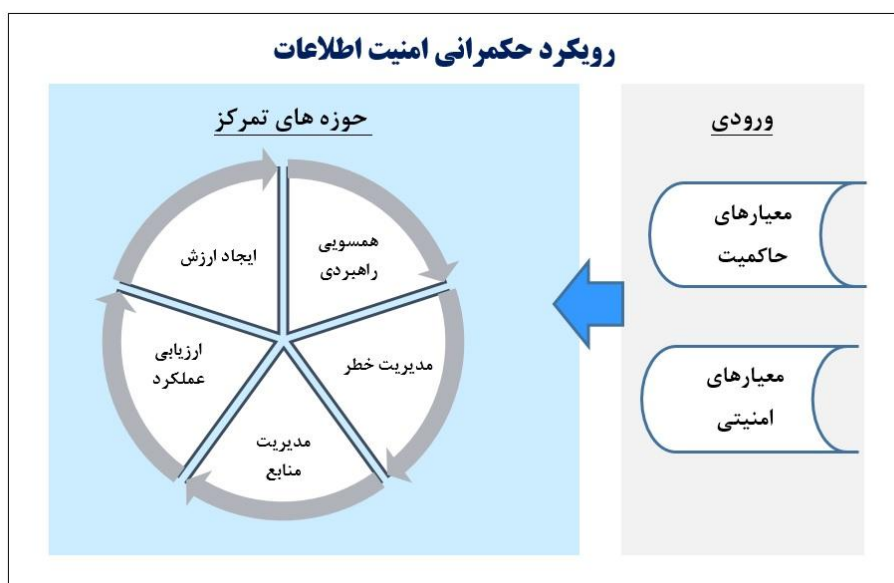 رویکرد حکمرانی امنیت اطلاعات
ورودی
معیارهای
حاکمیت
معیارهای
امنیتی
حوزه های تمرکز
همسویی
راهبردی
مدیریت خطر
مدیریت
منابع
ارزیابی
عملکرد
ایجاد ارزش